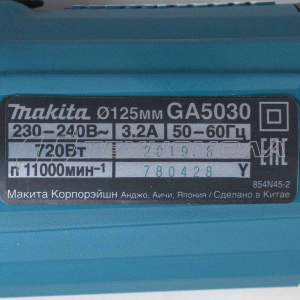 makita Ø125мм GA5030
230-240В~ 3.2А 50-60Гц
720Вт 2019.8
n 11000мин⁻¹ 780428 Y
854N45-2
Макита Корпорэйшн Анджо, Аичи, Япония / Сделано в Китае